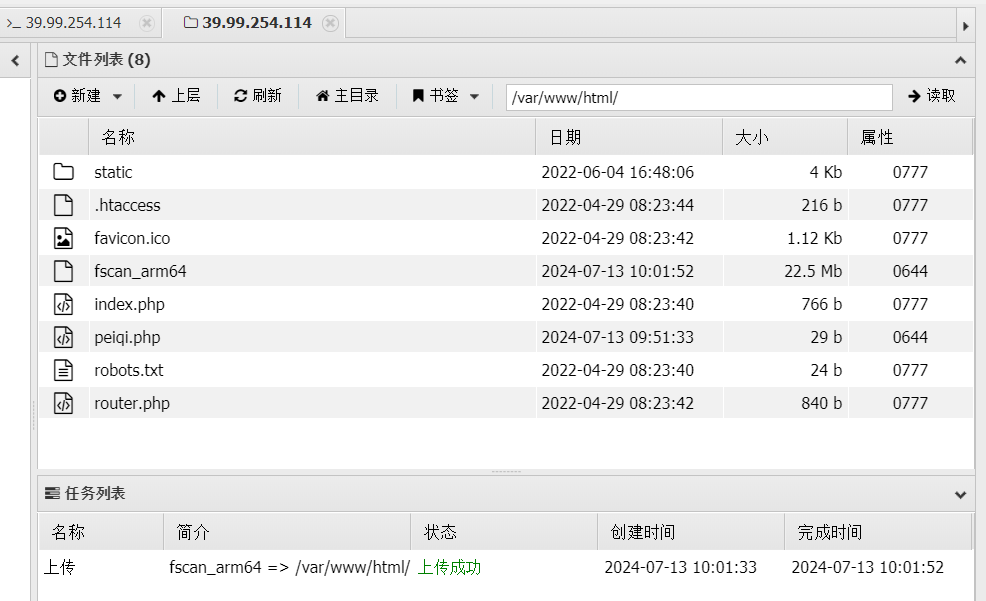 >_ 39.99.254.114 39.99.254.114
文件列表 (8)
新建 上层 刷新 主目录 书签 /var/www/html/ 读取
名称 日期 大小 属性
static 2022-06-04 16:48:06 4 Kb 0777
.htaccess 2022-04-29 08:23:44 216 b 0777
favicon.ico 2022-04-29 08:23:42 1.12 Kb 0777
fscan_arm64 2024-07-13 10:01:52 22.5 Mb 0644
index.php 2022-04-29 08:23:40 766 b 0777
peiqi.php 2024-07-13 09:51:33 29 b 0644
robots.txt 2022-04-29 08:23:40 24 b 0777
router.php 2022-04-29 08:23:42 840 b 0777
任务列表
名称 简介 状态 创建时间 完成时间
上传 fscan_arm64 => /var/www/html/ 上传成功 2024-07-13 10:01:33 2024-07-13 10:01:52